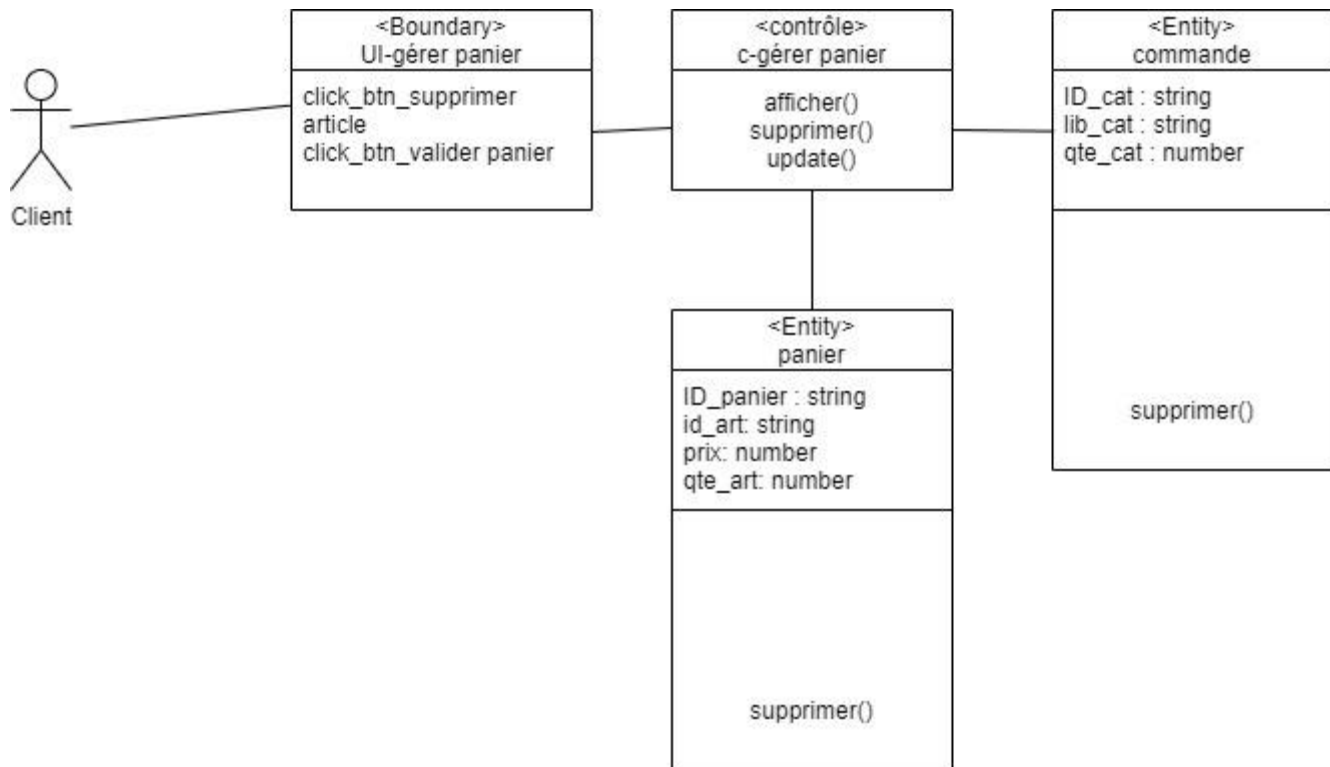 Client
<Boundary>
UI-gérer panier
click_btn_supprimer
article
click_btn_valider panier
<contrôle>
c-gérer panier
afficher()
supprimer()
update()
<Entity>
commande
ID_cat : string
lib_cat : string
qte_cat : number
supprimer()
<Entity>
panier
ID_panier : string
id_art: string
prix: number
qte_art: number
supprimer()